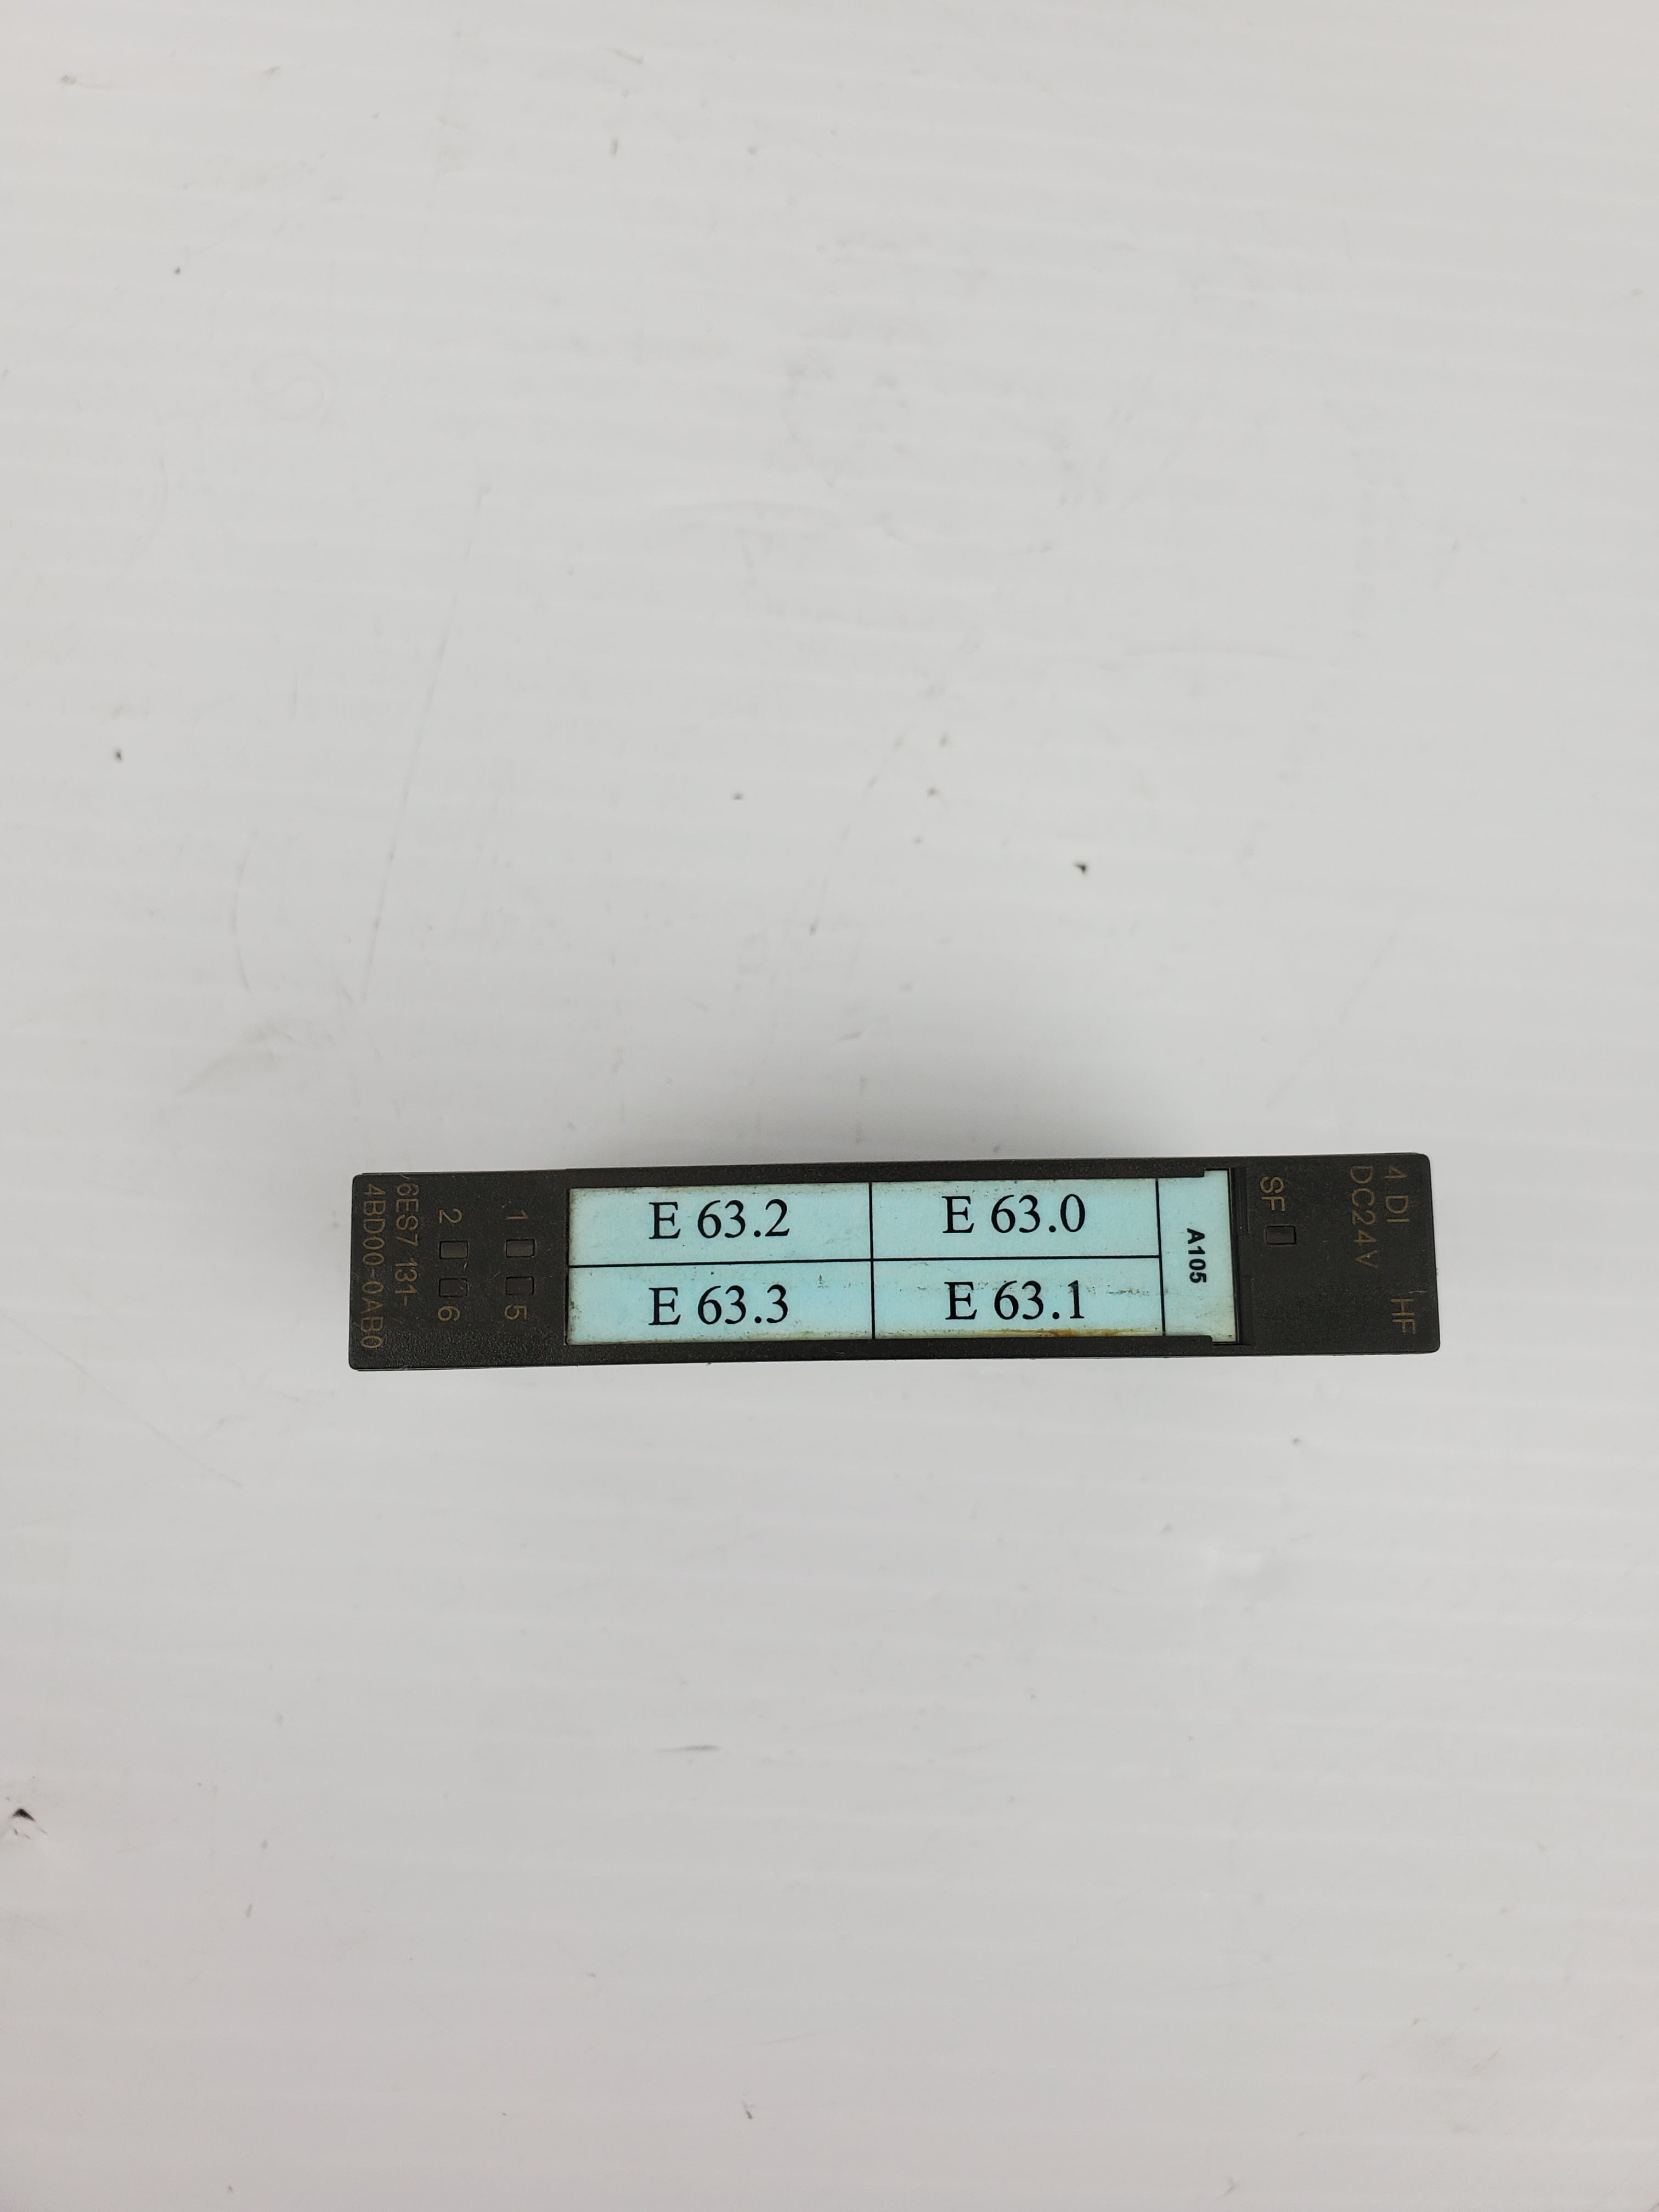 4 DI HF
DC24V
SF
A105
E 63.2 E 63.0
E 63.3 E 63.1
1 5
2 6
6ES7 131-
4BD00-0AB0